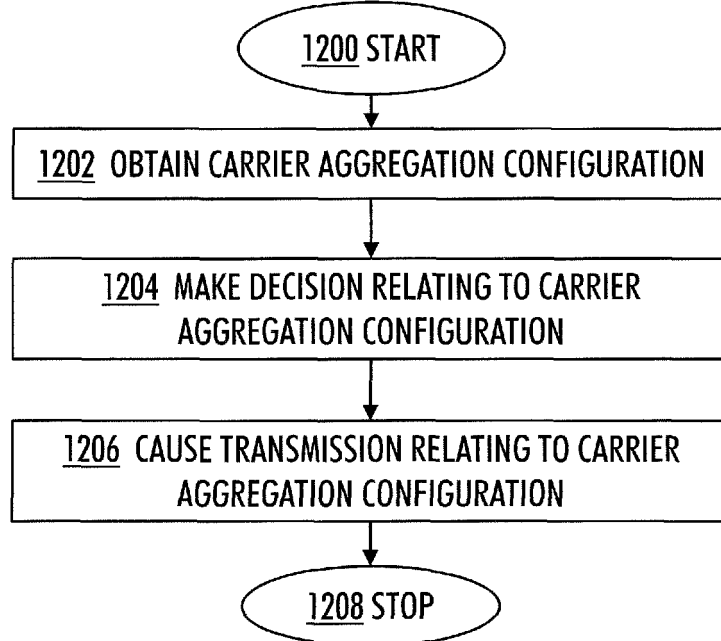 1200 START
1202 OBTAIN CARRIER AGGREGATION CONFIGURATION
1204 MAKE DECISION RELATING TO CARRIER
AGGREGATION CONFIGURATION
1206 CAUSE TRANSMISSION RELATING TO CARRIER
AGGREGATION CONFIGURATION
1208 STOP